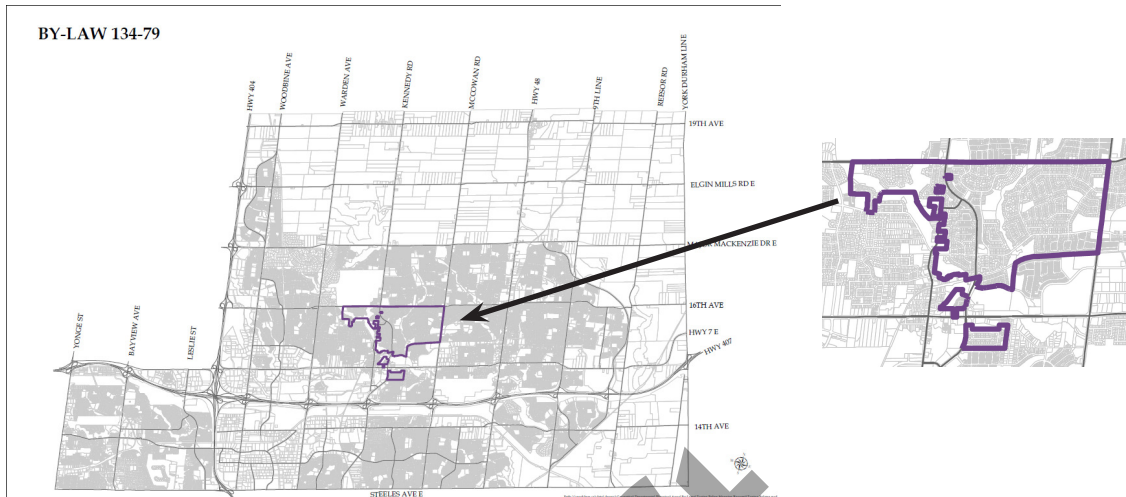 BY-LAW 134-79
HWY 404
WOODBINE AVE
WARDEN AVE
KENNEDY RD
MCCOWAN RD
HWY 48
9TH LINE
REESOR RD
YORK DURHAM LINE
19TH AVE
ELGIN MILLS RD E
MAJOR MACKENZIE DR E
16TH AVE
HWY 7 E
HWY 407
YONGE ST
BAYVIEW AVE
LESLIE ST
14TH AVE
STEELES AVE E